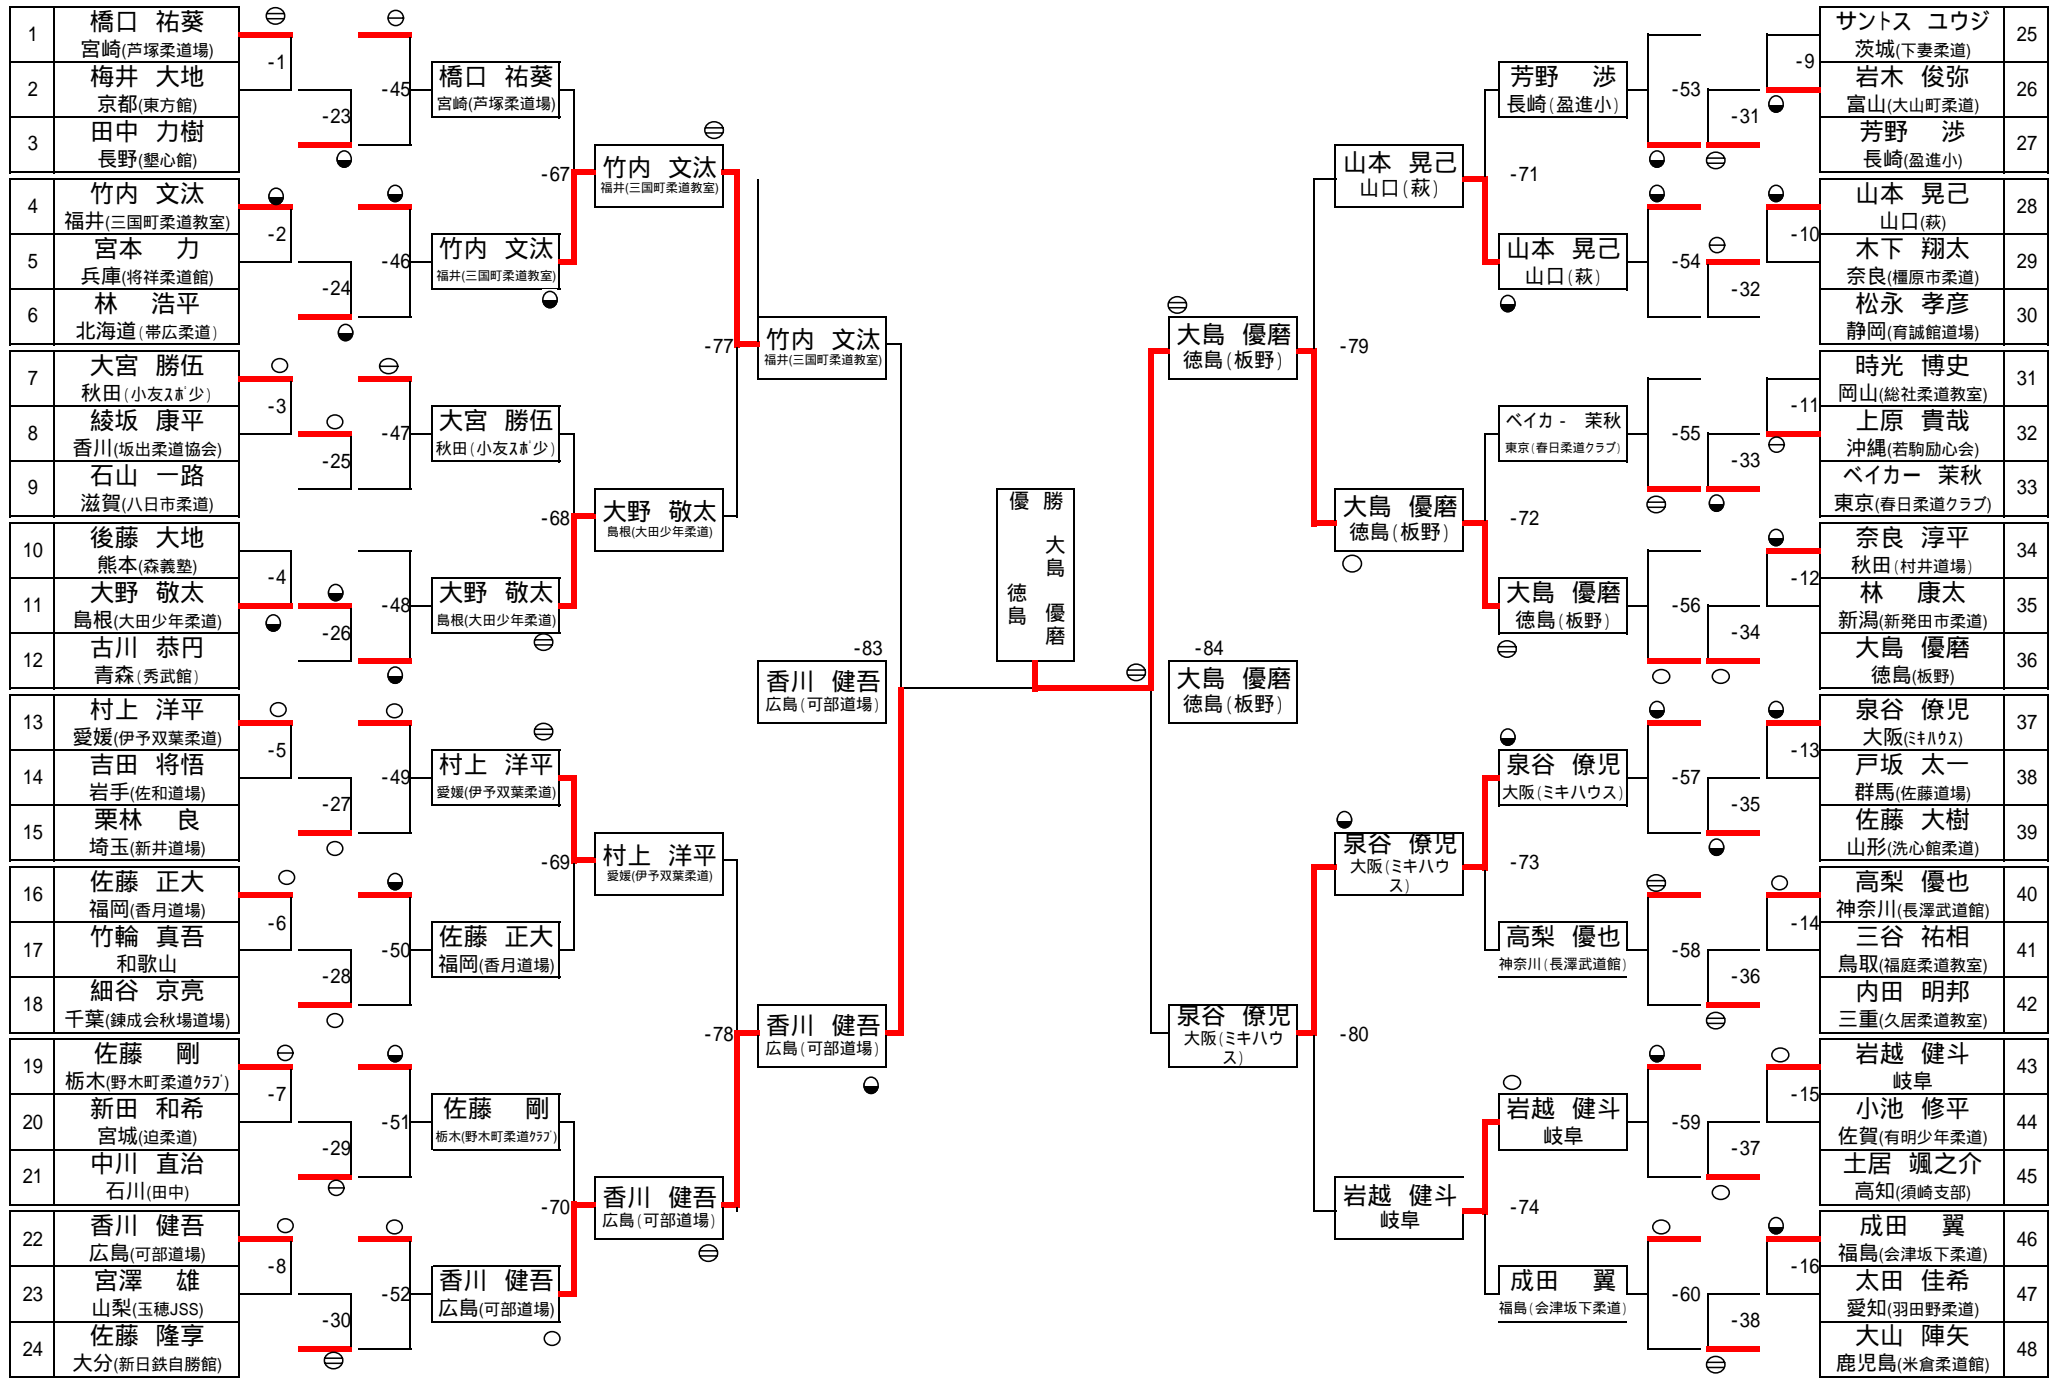 1
橋口 祐葵
宮崎(芦塚柔道場)
2
梅井 大地
京都(東方館)
3
田中 力樹
長野(墾心館)
4
竹内 文汰
福井(三国町柔道教室)
5
宮本 力
兵庫(将祥柔道館)
6
林 浩平
北海道(帯広柔道)
7
大宮 勝伍
秋田(小友スポ少)
8
綾坂 康平
香川(坂出柔道協会)
9
石山 一路
滋賀(八日市柔道)
10
後藤 大地
熊本(森義塾)
11
大野 敬太
島根(大田少年柔道)
12
古川 恭円
青森(秀武館)
13
村上 洋平
愛媛(伊予双葉柔道)
14
吉田 将悟
岩手(佐和道場)
15
栗林 良
埼玉(新井道場)
16
佐藤 正大
福岡(香月道場)
17
竹輪 真吾
和歌山
18
細谷 京亮
千葉(錬成会秋場道場)
19
佐藤 剛
栃木(野木町柔道クラブ)
20
新田 和希
宮城(迫柔道)
21
中川 直治
石川(田中)
22
香川 健吾
広島(可部道場)
23
宮澤 雄
山梨(玉穂JSS)
24
佐藤 隆享
大分(新日鉄自勝館)
-1
-2
-3
-4
-5
-6
-7
-8
-23
-24
-25
-26
-27
-28
-29
-30
-45
-46
-47
-48
-49
-50
-51
-52
橋口 祐葵
宮崎(芦塚柔道場)
竹内 文汰
福井(三国町柔道教室)
大宮 勝伍
秋田(小友スポ少)
大野 敬太
島根(大田少年柔道)
村上 洋平
愛媛(伊予双葉柔道)
佐藤 正大
福岡(香月道場)
佐藤 剛
栃木(野木町柔道クラブ)
香川 健吾
広島(可部道場)
-67
-68
-69
-70
竹内 文汰
福井(三国町柔道教室)
大野 敬太
島根(大田少年柔道)
村上 洋平
愛媛(伊予双葉柔道)
香川 健吾
広島(可部道場)
-77
-78
竹内 文汰
福井(三国町柔道教室)
-83
香川 健吾
広島(可部道場)
香川 健吾
広島(可部道場)
優勝
大島 優磨
徳島
大島 優磨
徳島(板野)
-84
大島 優磨
徳島(板野)
泉谷 僚児
大阪(ミキハウ
ス)
-79
-80
山本 晃己
山口(萩)
大島 優磨
徳島(板野)
泉谷 僚児
大阪(ミキハウ
ス)
岩越 健斗
岐阜
-71
-72
-73
-74
芳野 渉
長崎(盈進小)
山本 晃己
山口(萩)
ベイカ- 茉秋
東京(春日柔道クラブ)
大島 優磨
徳島(板野)
泉谷 僚児
大阪(ミキハウス)
高梨 優也
神奈川(長澤武道館)
岩越 健斗
岐阜
成田 翼
福島(会津坂下柔道)
-53
-54
-55
-56
-57
-58
-59
-60
-31
-32
-33
-34
-35
-36
-37
-38
-9
-10
-11
-12
-13
-14
-15
-16
サントス ユウジ
茨城(下妻柔道)
25
岩木 俊弥
富山(大山町柔道)
26
芳野 渉
長崎(盈進小)
27
山本 晃己
山口(萩)
28
木下 翔太
奈良(橿原市柔道)
29
松永 孝彦
静岡(育誠館道場)
30
時光 博史
岡山(総社柔道教室)
31
上原 貴哉
沖縄(若駒励心会)
32
ベイカー 茉秋
東京(春日柔道クラブ)
33
奈良 淳平
秋田(村井道場)
34
林 康太
新潟(新発田市柔道)
35
大島 優磨
徳島(板野)
36
泉谷 僚児
大阪(ミキハウス)
37
戸坂 太一
群馬(佐藤道場)
38
佐藤 大樹
山形(洗心館柔道)
39
高梨 優也
神奈川(長澤武道館)
40
三谷 祐相
鳥取(福庭柔道教室)
41
内田 明邦
三重(久居柔道教室)
42
岩越 健斗
岐阜
43
小池 修平
佐賀(有明少年柔道)
44
土居 颯之介
高知(須崎支部)
45
成田 翼
福島(会津坂下柔道)
46
太田 佳希
愛知(羽田野柔道)
47
大山 陣矢
鹿児島(米倉柔道館)
48